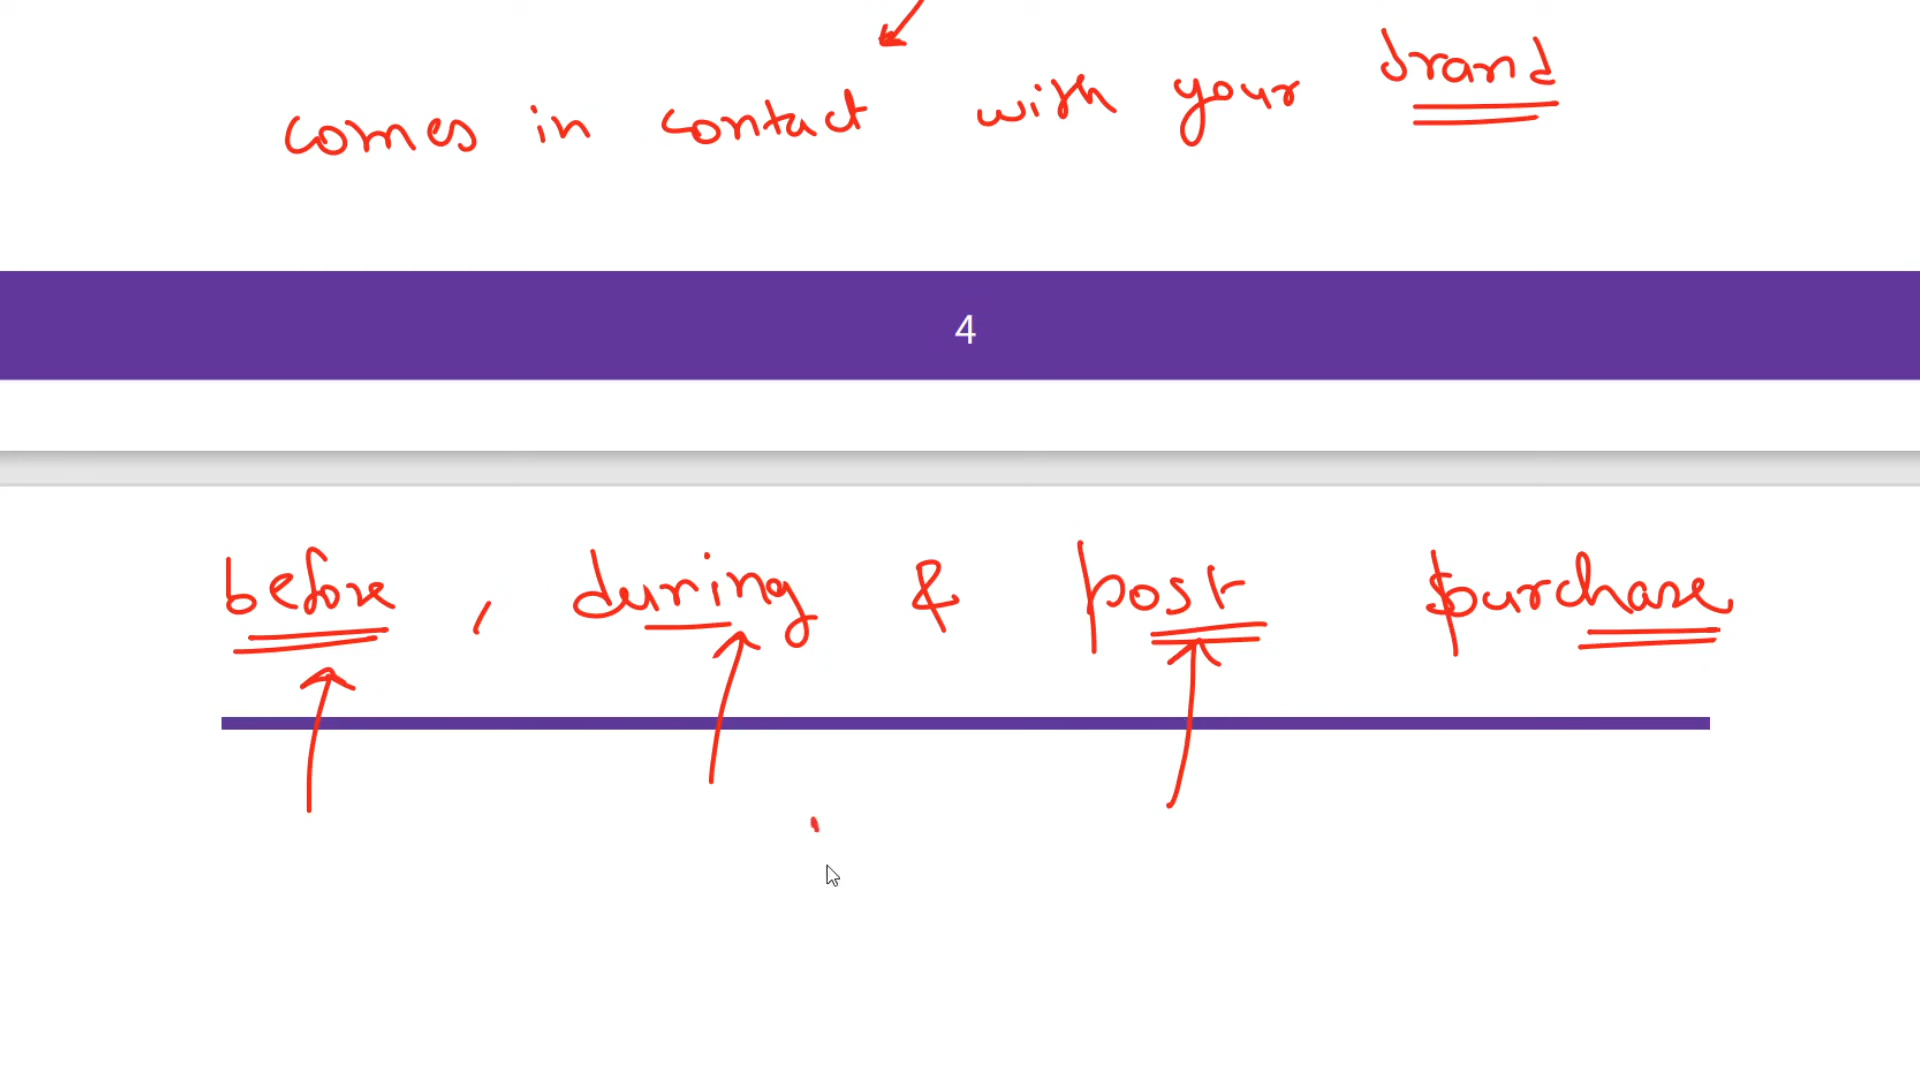 comes in contact with your brand
4
before, during & post purchase